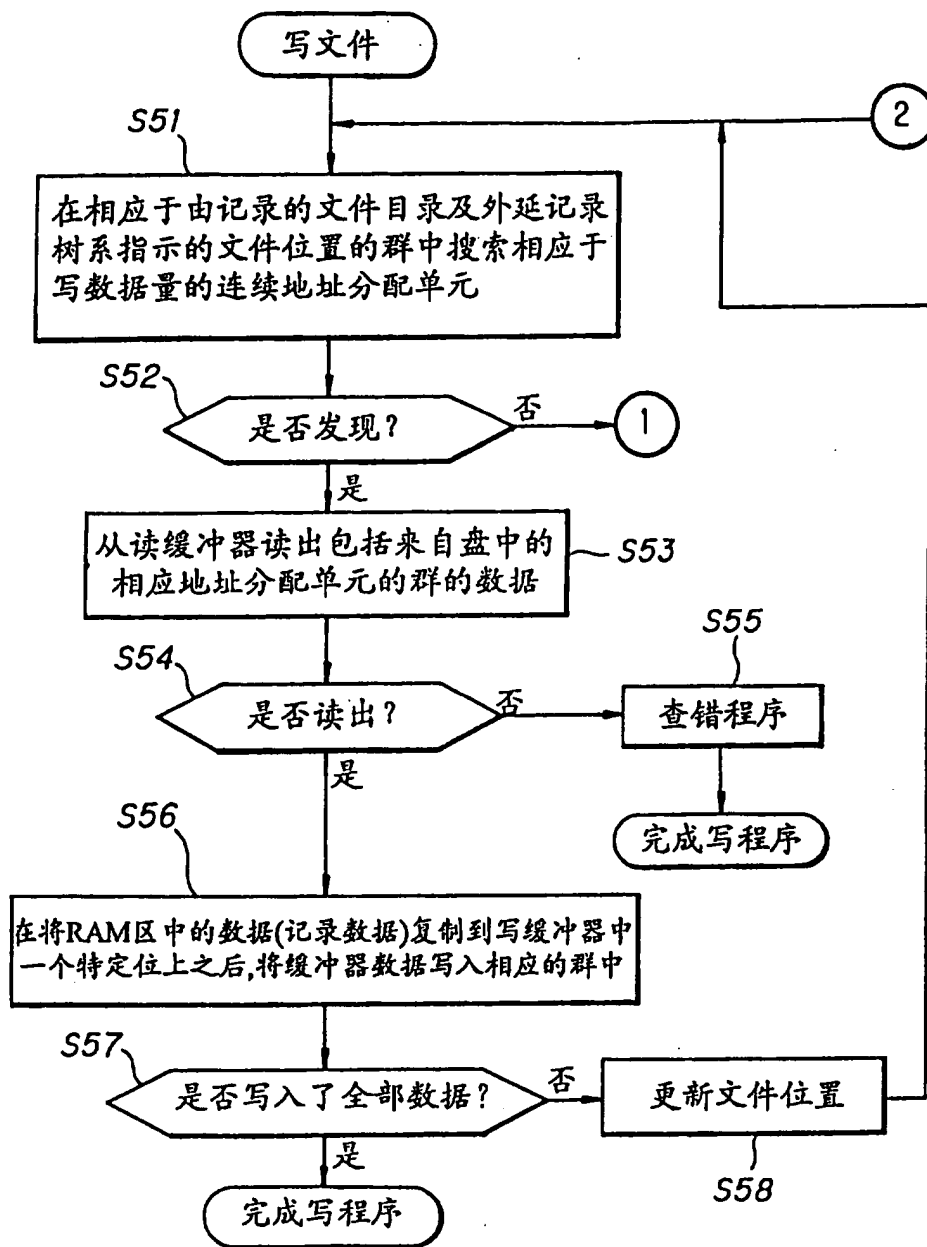 写文件
S51
2
在相应于由记录的文件目录及外延记录
树系指示的文件位置的群中搜索相应于
写数据量的连续地址分配单元
S52
是否发现?
否
1
是
从读缓冲器读出包括来自盘中的
相应地址分配单元的群的数据
S53
S54
是否读出?
否
S55
查错程序
是
完成写程序
S56
在将RAM区中的数据(记录数据)复制到写缓冲器中
一个特定位上之后,将缓冲器数据写入相应的群中
S57
是否写入了全部数据?
否
更新文件位置
S58
是
完成写程序